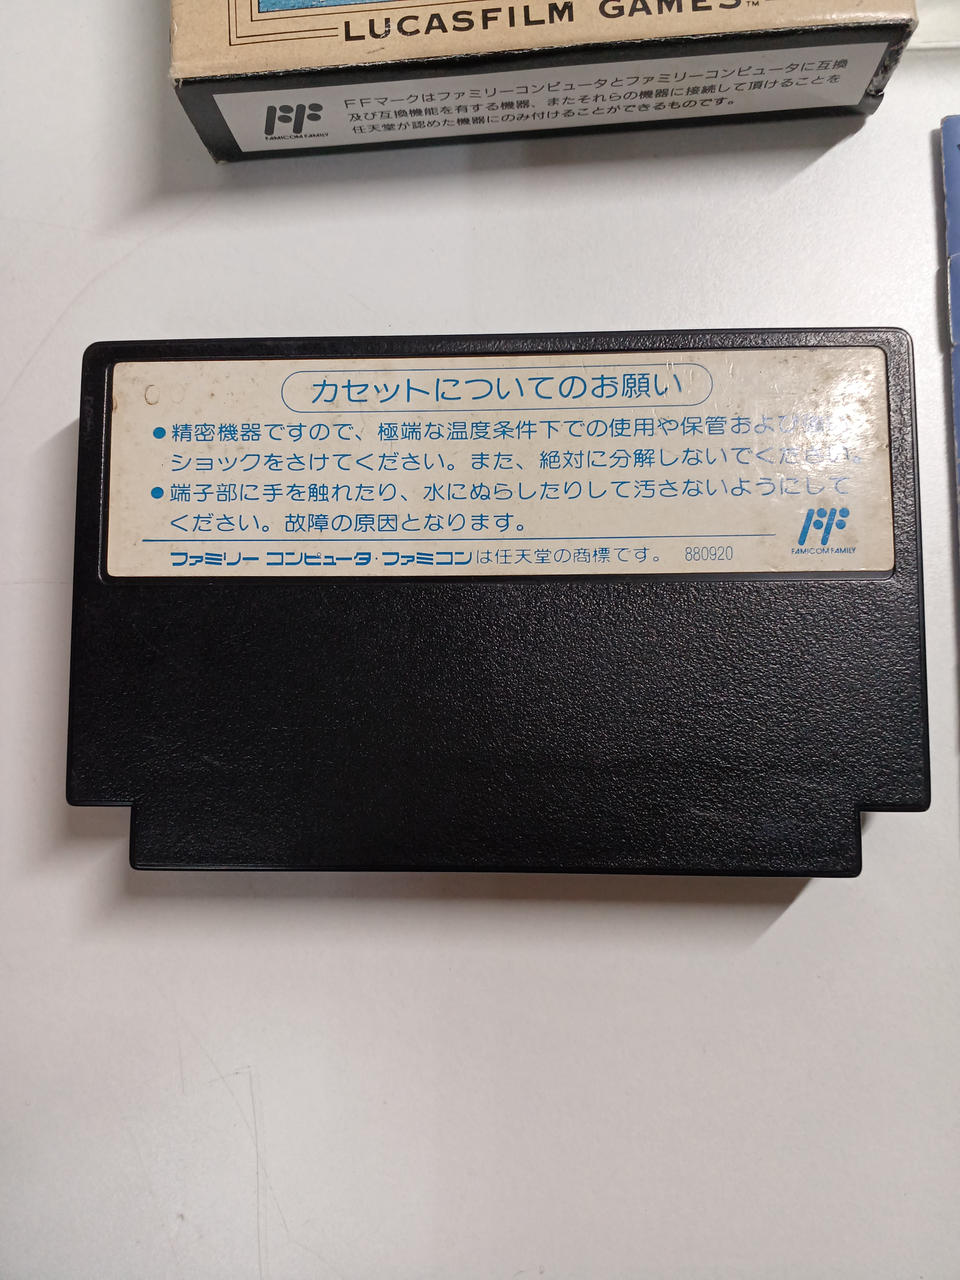 LUCASFILM GAMES™
FFマークはファミリーコンピュータとファミリーコンピュータに互換
及び互換機能を有する機器、またそれらの機器に接続して頂けることを
任天堂が認めた機器にのみ付けることができるものです。
FAMICOM FAMILY
カセットについてのお願い
●精密機器ですので、極端な温度条件下での使用や保管および
ショックをさけてください。また、絶対に分解しないでください。
●端子部に手を触れたり、水にぬらしたりして汚さないようにして
ください。故障の原因となります。
FAMICOM FAMILY
ファミリー コンピュータ・ファミコンは任天堂の商標です。 880920